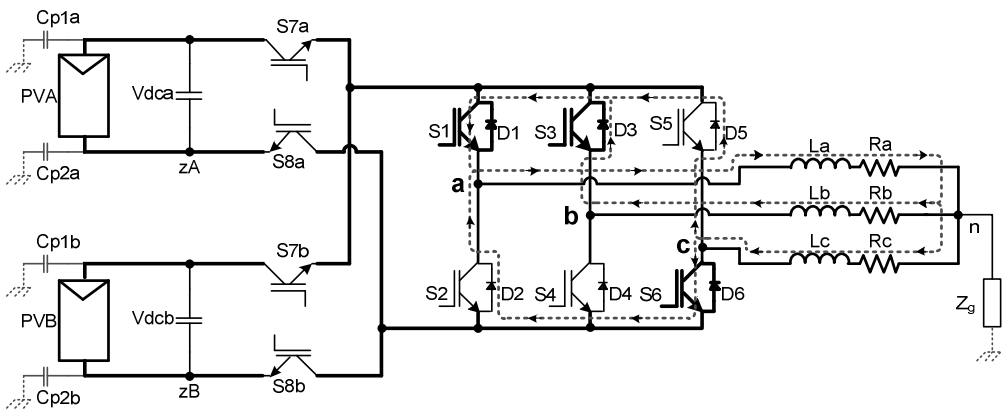 Cp1a
S7a
PVA
Vdca
Cp2a
zA
S8a
S1
D1
S3
D3
S5
D5
a
b
c
La
Ra
Lb
Rb
Lc
Rc
n
Zg
Cp1b
S7b
PVB
Vdcb
Cp2b
zB
S8b
S2
D2
S4
D4
S6
D6